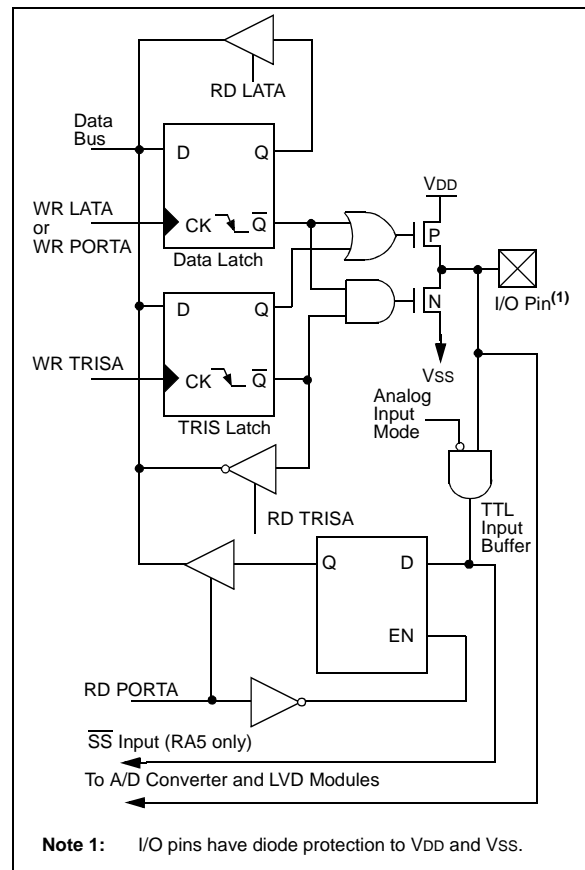 RD LATA
Data
Bus
D Q
WR LATA
or
WR PORTA
CK Q̅
Data Latch
VDD
P
I/O Pin(1)
N
VSS
D Q
WR TRISA
CK Q̅
TRIS Latch
Analog
Input
Mode
RD TRISA
TTL
Input
Buffer
Q D
EN
RD PORTA
S̅S̅ Input (RA5 only)
To A/D Converter and LVD Modules
Note 1: I/O pins have diode protection to VDD and VSS.